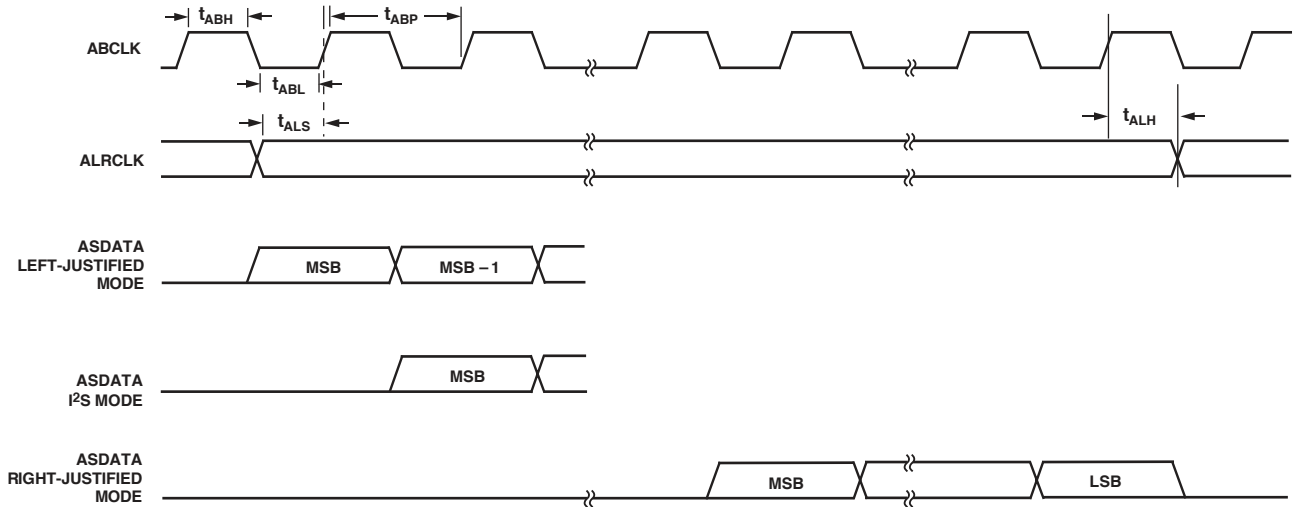 tABH
tABP
ABCLK
tABL
tALS
tALH
ALRCLK
ASDATA
LEFT-JUSTIFIED
MODE
MSB
MSB – 1
ASDATA
I²S MODE
MSB
ASDATA
RIGHT-JUSTIFIED
MODE
MSB
LSB